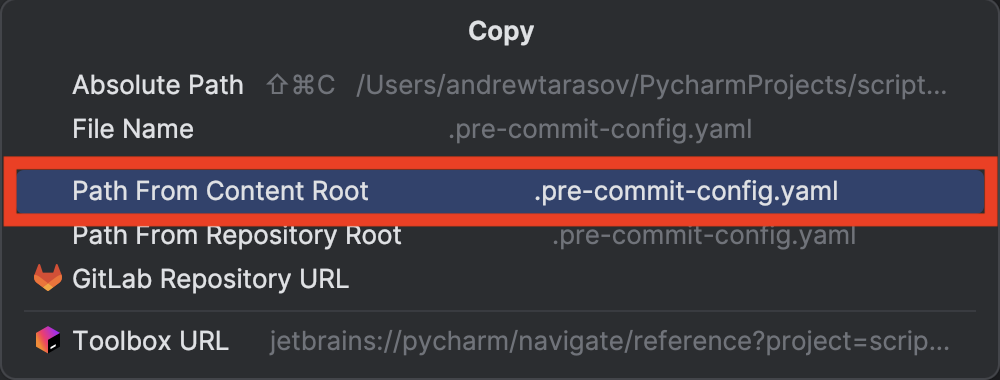 Copy
Absolute Path ⇧⌘C /Users/andrewtarasov/PycharmProjects/script...
File Name .pre-commit-config.yaml
Path From Content Root .pre-commit-config.yaml
Path From Repository Root .pre-commit-config.yaml
GitLab Repository URL
Toolbox URL jetbrains://pycharm/navigate/reference?project=scrip...